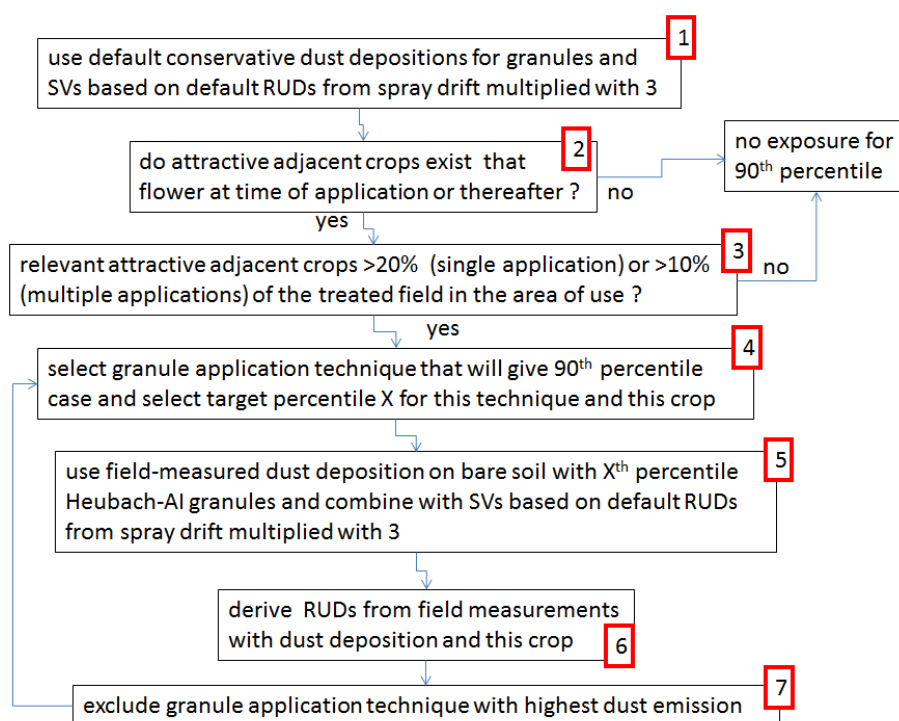 1
use default conservative dust depositions for granules and
SVs based on default RUDs from spray drift multiplied with 3
2
do attractive adjacent crops exist that
flower at time of application or thereafter ?
no
no exposure for
90th percentile
yes
3
relevant attractive adjacent crops >20% (single application) or >10%
(multiple applications) of the treated field in the area of use ?
no
yes
4
select granule application technique that will give 90th percentile
case and select target percentile X for this technique and this crop
5
use field-measured dust deposition on bare soil with Xth percentile
Heubach-AI granules and combine with SVs based on default RUDs
from spray drift multiplied with 3
derive RUDs from field measurements
with dust deposition and this crop
6
7
exclude granule application technique with highest dust emission